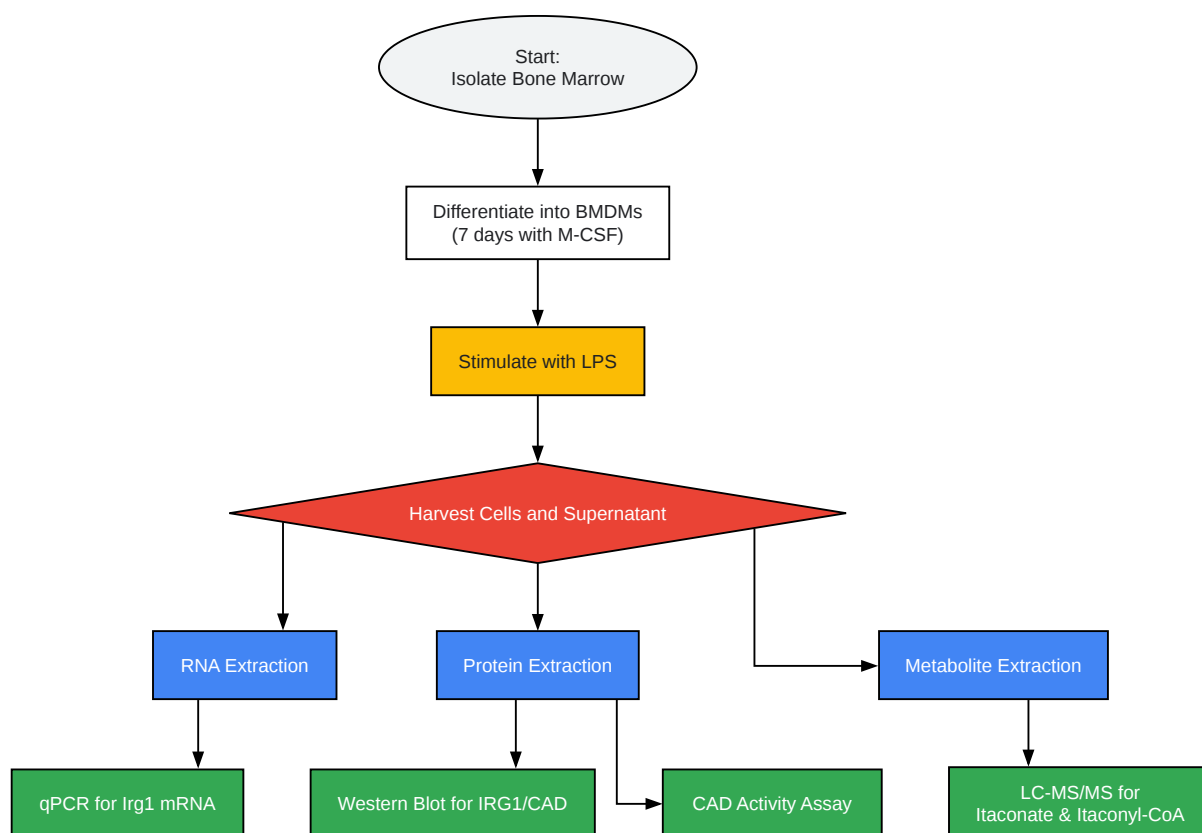 Start:
Isolate Bone Marrow
Differentiate into BMDMs
(7 days with M-CSF)
Stimulate with LPS
Harvest Cells and Supernatant
RNA Extraction
Protein Extraction
Metabolite Extraction
qPCR for Irg1 mRNA
Western Blot for IRG1/CAD
CAD Activity Assay
LC-MS/MS for
Itaconate & Itaconyl-CoA